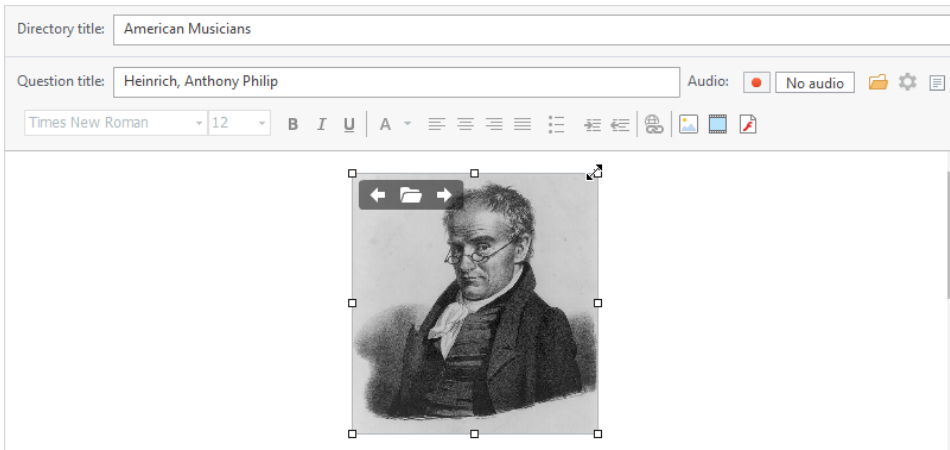 Directory title: American Musicians
Question title: Heinrich, Anthony Philip Audio: No audio
Times New Roman 12 B I U A